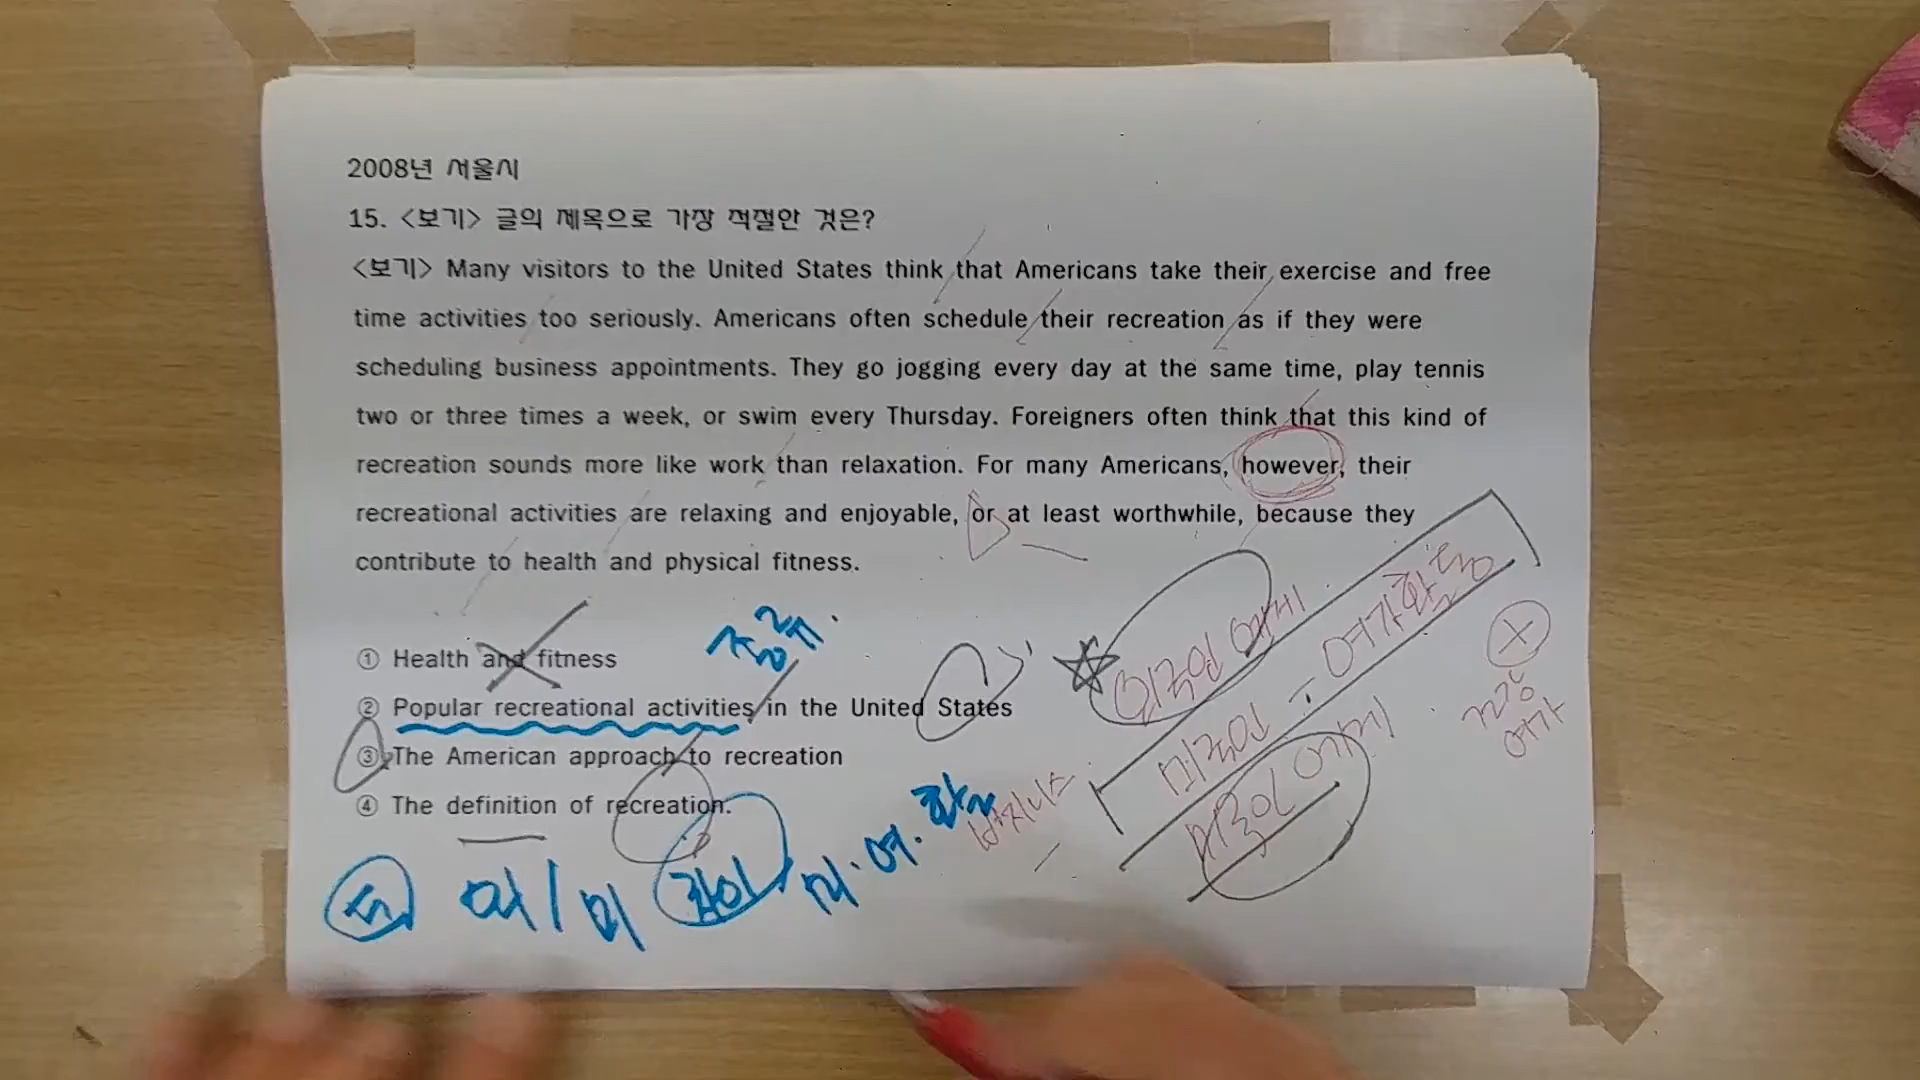 2008년 서울시
15. <보기> 글의 제목으로 가장 적절한 것은?
<보기> Many visitors to the United States think that Americans take their exercise and free
time activities too seriously. Americans often schedule their recreation as if they were
scheduling business appointments. They go jogging every day at the same time, play tennis
two or three times a week, or swim every Thursday. Foreigners often think that this kind of
recreation sounds more like work than relaxation. For many Americans, however, their
recreational activities are relaxing and enjoyable, or at least worthwhile, because they
contribute to health and physical fitness.
① Health and fitness
종류
② Popular recreational activities in the United States
③ The American approach to recreation
④ The definition of recreation.
외국인
미국인 - 여가활동
미국인
건강
여가
비지니스